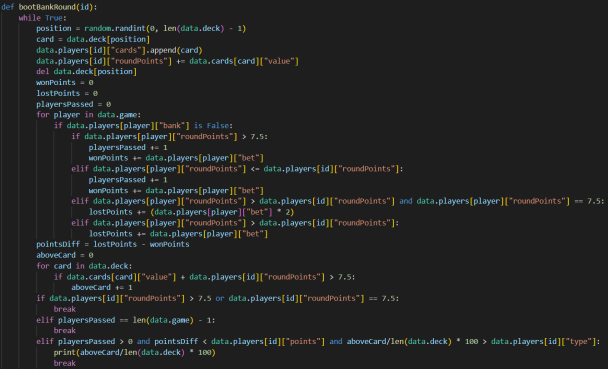 def bootBankRound(id):
    while True:
        position = random.randint(0, len(data.deck) - 1)
        card = data.deck[position]
        data.players[id]["cards"].append(card)
        data.players[id]["roundPoints"] += data.cards[card]["value"]
        del data.deck[position]
        wonPoints = 0
        lostPoints = 0
        playersPassed = 0
        for player in data.game:
            if data.players[player]["bank"] is False:
                if data.players[player]["roundPoints"] > 7.5:
                    playersPassed += 1
                    wonPoints += data.players[player]["bet"]
                elif data.players[player]["roundPoints"] <= data.players[id]["roundPoints"]:
                    playersPassed += 1
                    wonPoints += data.players[player]["bet"]
                elif data.players[player]["roundPoints"] > data.players[id]["roundPoints"] and data.players[player]["roundPoints"] == 7.5:
                    lostPoints += (data.players[player]["bet"] * 2)
                elif data.players[player]["roundPoints"] > data.players[id]["roundPoints"]:
                    lostPoints += data.players[player]["bet"]
        pointsDiff = lostPoints - wonPoints
        aboveCard = 0
        for card in data.deck:
            if data.cards[card]["value"] + data.players[id]["roundPoints"] > 7.5:
                aboveCard += 1
        if data.players[id]["roundPoints"] > 7.5 or data.players[id]["roundPoints"] == 7.5:
            break
        elif playersPassed == len(data.game) - 1:
            break
        elif playersPassed > 0 and pointsDiff < data.players[id]["points"] and aboveCard/len(data.deck) * 100 > data.players[id]["type"]:
            print(aboveCard/len(data.deck) * 100)
            break